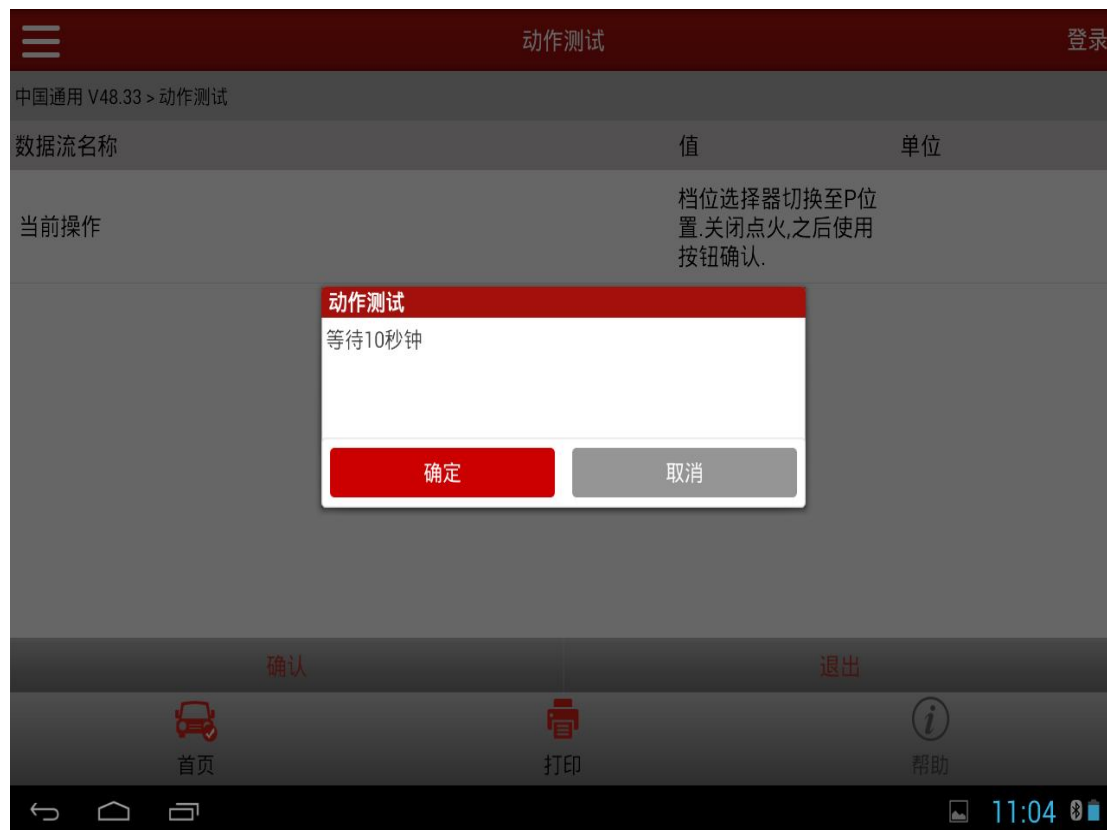 动作测试
登录
中国通用 V48.33 > 动作测试
数据流名称 值 单位
当前操作
档位选择器切换至P位
置.关闭点火,之后使用
按钮确认.
动作测试
等待10秒钟
确定 取消
确认 退出
首页 打印 帮助
11:04